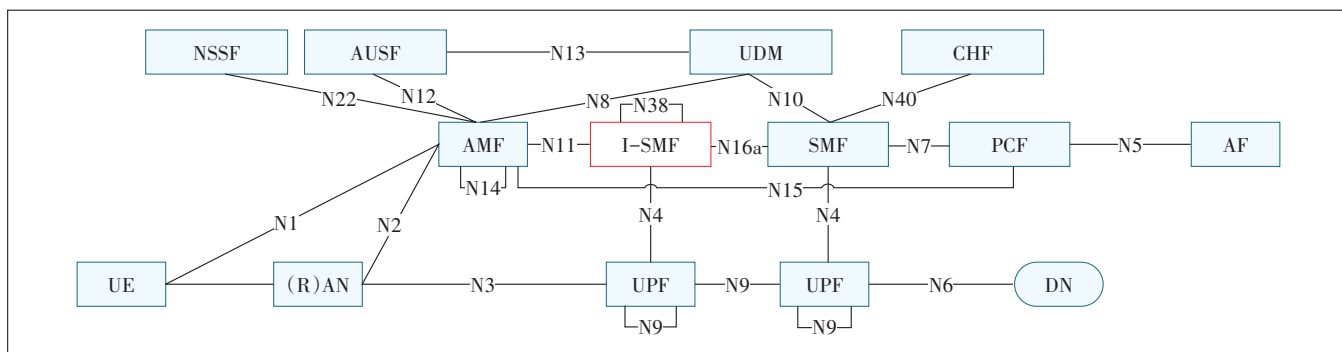 NSSF AUSF N13 UDM CHF
N22 N12 N8 N10 N40
N38
AMF N11 I-SMF N16a SMF N7 PCF N5 AF
N14 N15
N1 N2 N4 N4
UE (R)AN N3 UPF N9 UPF N6 DN
N9 N9